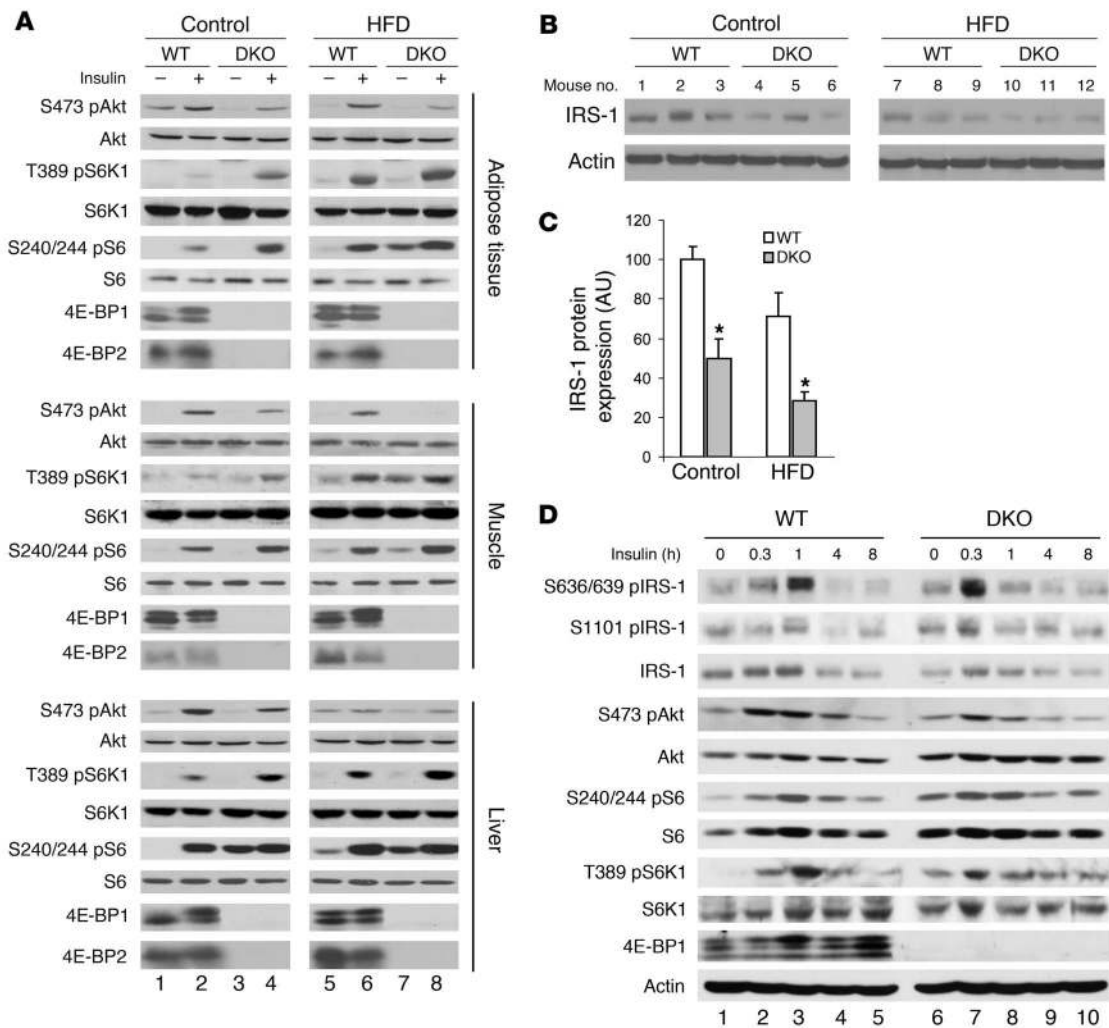 A
Control HFD
WT DKO WT DKO
Insulin – + – + – + – +
S473 pAkt
Akt
T389 pS6K1
S6K1
S240/244 pS6
S6
4E-BP1
4E-BP2
Adipose tissue
S473 pAkt
Akt
T389 pS6K1
S6K1
S240/244 pS6
S6
4E-BP1
4E-BP2
Muscle
S473 pAkt
Akt
T389 pS6K1
S6K1
S240/244 pS6
S6
4E-BP1
4E-BP2
Liver
1 2 3 4 5 6 7 8
B
Control HFD
WT DKO WT DKO
Mouse no. 1 2 3 4 5 6 7 8 9 10 11 12
IRS-1
Actin
C
120
100
80
60
40
20
0
IRS-1 protein
expression (AU)
WT
DKO
* *
Control HFD
D
WT DKO
Insulin (h) 0 0.3 1 4 8 0 0.3 1 4 8
S636/639 pIRS-1
S1101 pIRS-1
IRS-1
S473 pAkt
Akt
S240/244 pS6
S6
T389 pS6K1
S6K1
4E-BP1
Actin
1 2 3 4 5 6 7 8 9 10